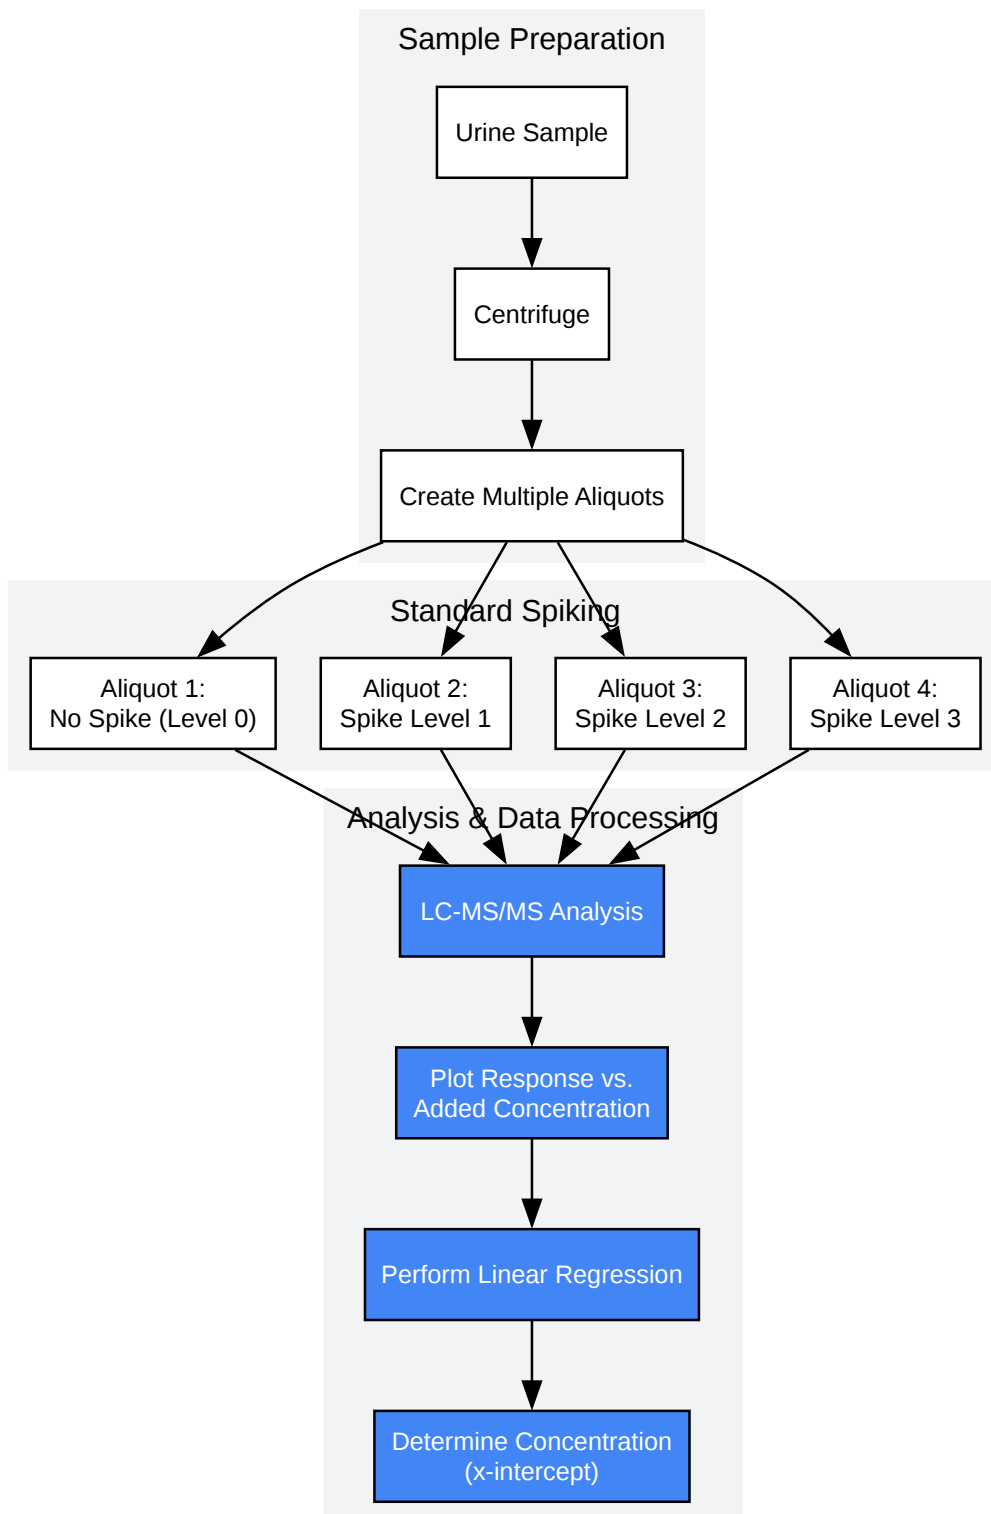 Sample Preparation
Urine Sample
Centrifuge
Create Multiple Aliquots
Standard Spiking
Aliquot 1:
No Spike (Level 0)
Aliquot 2:
Spike Level 1
Aliquot 3:
Spike Level 2
Aliquot 4:
Spike Level 3
Analysis & Data Processing
LC-MS/MS Analysis
Plot Response vs.
Added Concentration
Perform Linear Regression
Determine Concentration
(x-intercept)